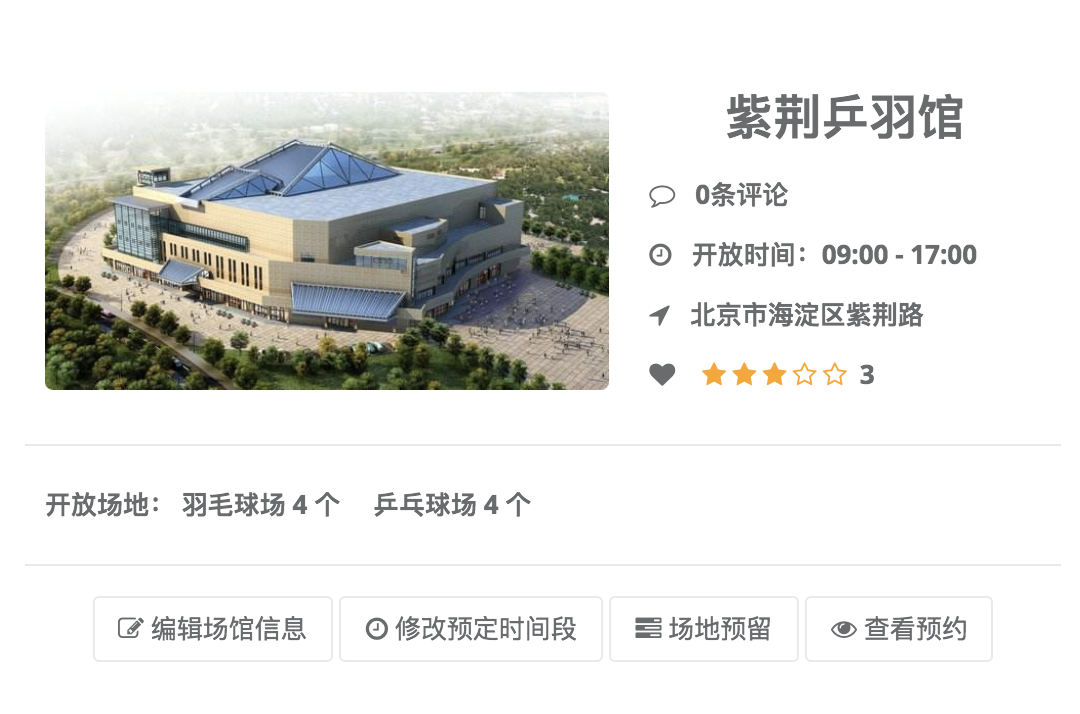 紫荆乒羽馆
0条评论
开放时间：09:00 - 17:00
北京市海淀区紫荆路
3
开放场地： 羽毛球场 4 个 乒乓球场 4 个
编辑场馆信息 修改预定时间段 场地预留 查看预约